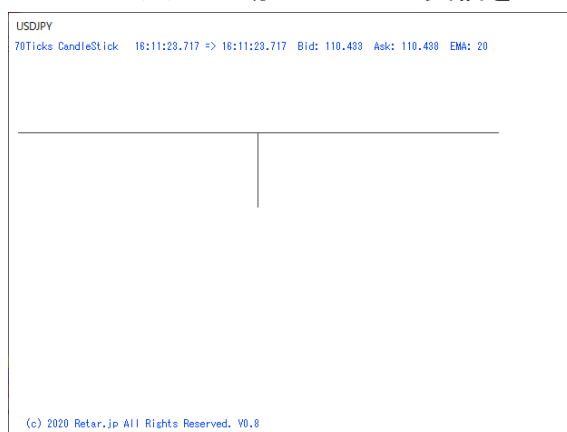 USDJPY
70Ticks CandleStick 16:11:23.717 => 16:11:23.717 Bid: 110.433 Ask: 110.438 EMA: 20
(c) 2020 Retar.jp All Rights Reserved. V0.8